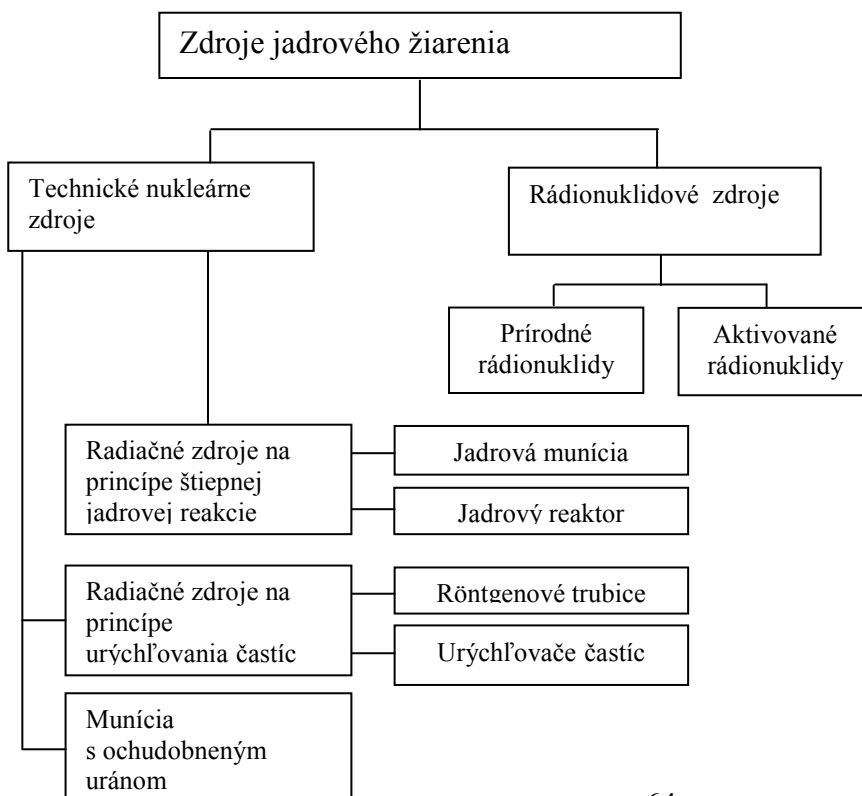 Zdroje jadrového žiarenia
Technické nukleárne
zdroje
Rádionuklidové zdroje
Prírodné
rádionuklidy
Aktivované
rádionuklidy
Radiačné zdroje na
princípe štiepnej
jadrovej reakcie
Jadrová munícia
Jadrový reaktor
Radiačné zdroje na
princípe
urýchľovania častíc
Röntgenové trubice
Urýchľovače častíc
Munícia
s ochudobneným
uránom